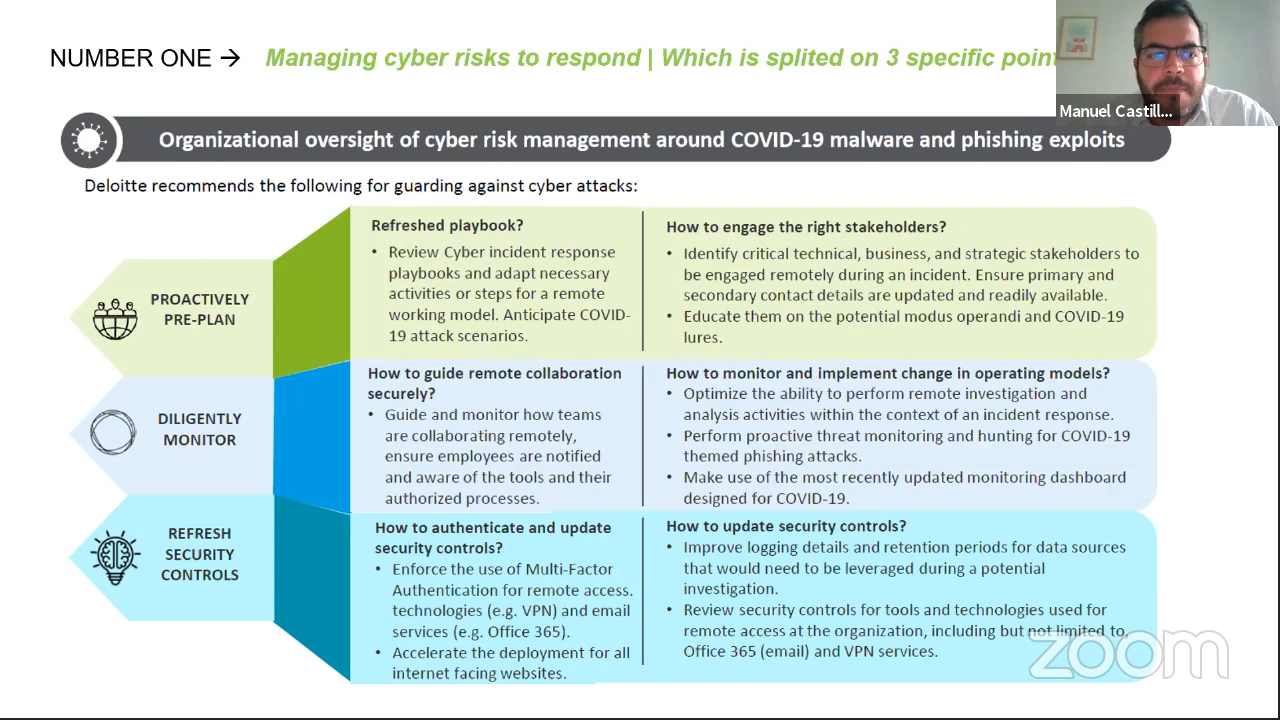 NUMBER ONE → Managing cyber risks to respond | Which is splited on 3 specific point
Manuel Castill...
Organizational oversight of cyber risk management around COVID-19 malware and phishing exploits
Deloitte recommends the following for guarding against cyber attacks:
PROACTIVELY
PRE-PLAN
Refreshed playbook?
• Review Cyber incident response
playbooks and adapt necessary
activities or steps for a remote
working model. Anticipate COVID-
19 attack scenarios.
How to engage the right stakeholders?
• Identify critical technical, business, and strategic stakeholders to
be engaged remotely during an incident. Ensure primary and
secondary contact details are updated and readily available.
• Educate them on the potential modus operandi and COVID-19
lures.
DILIGENTLY
MONITOR
How to guide remote collaboration
securely?
• Guide and monitor how teams
are collaborating remotely,
ensure employees are notified
and aware of the tools and their
authorized processes.
How to monitor and implement change in operating models?
• Optimize the ability to perform remote investigation and
analysis activities within the context of an incident response.
• Perform proactive threat monitoring and hunting for COVID-19
themed phishing attacks.
• Make use of the most recently updated monitoring dashboard
designed for COVID-19.
REFRESH
SECURITY
CONTROLS
How to authenticate and update
security controls?
• Enforce the use of Multi-Factor
Authentication for remote access.
technologies (e.g. VPN) and email
services (e.g. Office 365).
• Accelerate the deployment for all
internet facing websites.
How to update security controls?
• Improve logging details and retention periods for data sources
that would need to be leveraged during a potential
investigation.
• Review security controls for tools and technologies used for
remote access at the organization, including but not limited to,
Office 365 (email) and VPN services.
zoom